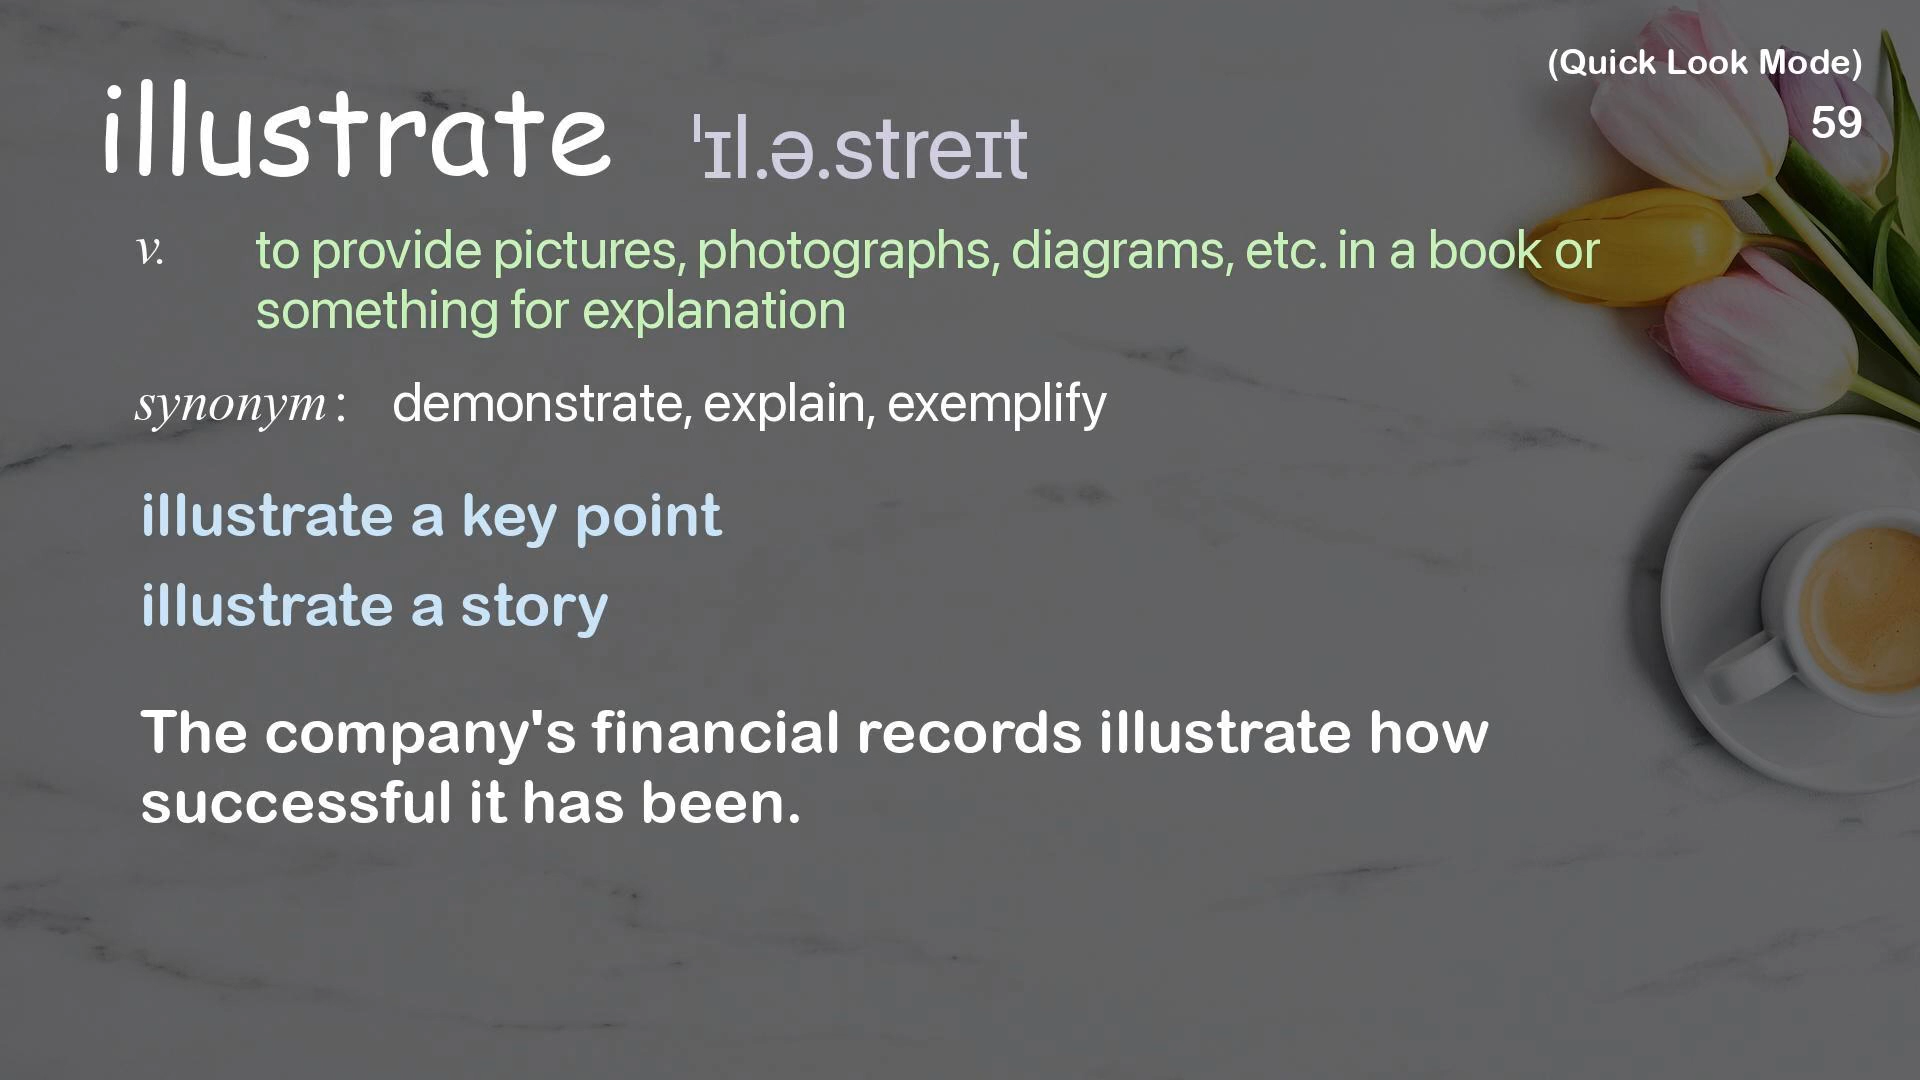 (Quick Look Mode)
59
illustrate ˈɪl.ə.streɪt
v. to provide pictures, photographs, diagrams, etc. in a book or
something for explanation
synonym : demonstrate, explain, exemplify
illustrate a key point
illustrate a story
The company's financial records illustrate how
successful it has been.